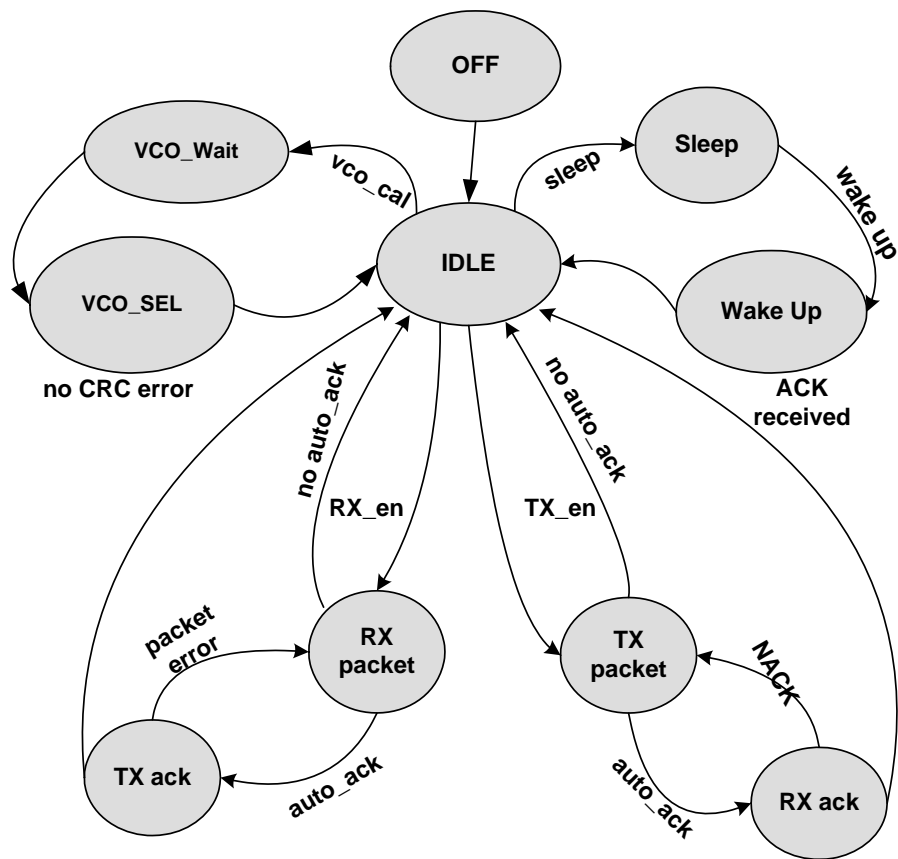 OFF
VCO_Wait
vco_cal
sleep
Sleep
wake up
IDLE
VCO_SEL
Wake Up
no CRC error
ACK
received
no auto_ack
no auto_ack
RX_en
TX_en
packet
error
RX
packet
TX
packet
NACK
TX ack
auto_ack
auto_ack
RX ack